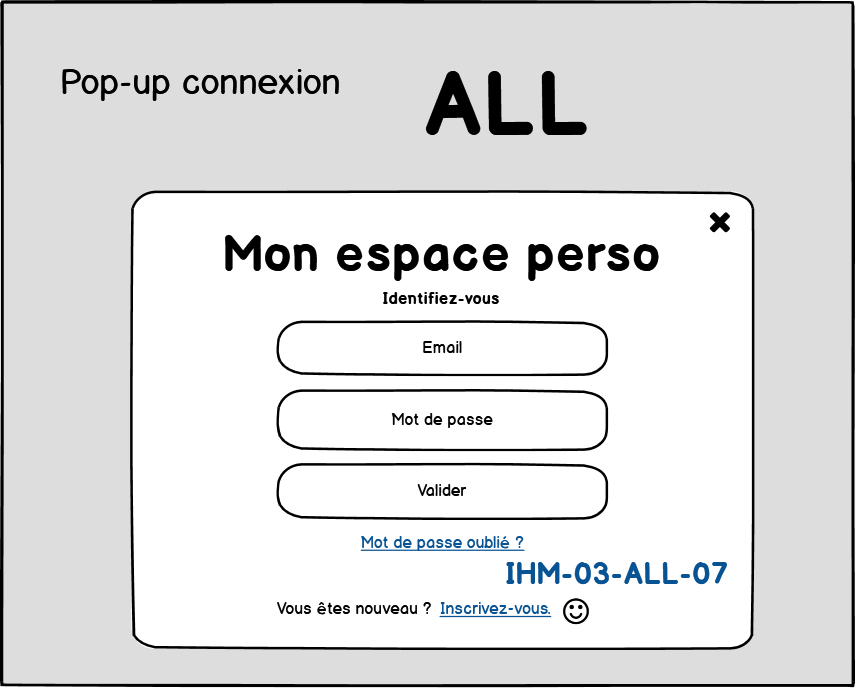 Pop-up connexion
ALL
Mon espace perso
Identifiez-vous
Email
Mot de passe
Valider
Mot de passe oublié ?
IHM-03-ALL-07
Vous êtes nouveau ? Inscrivez-vous.